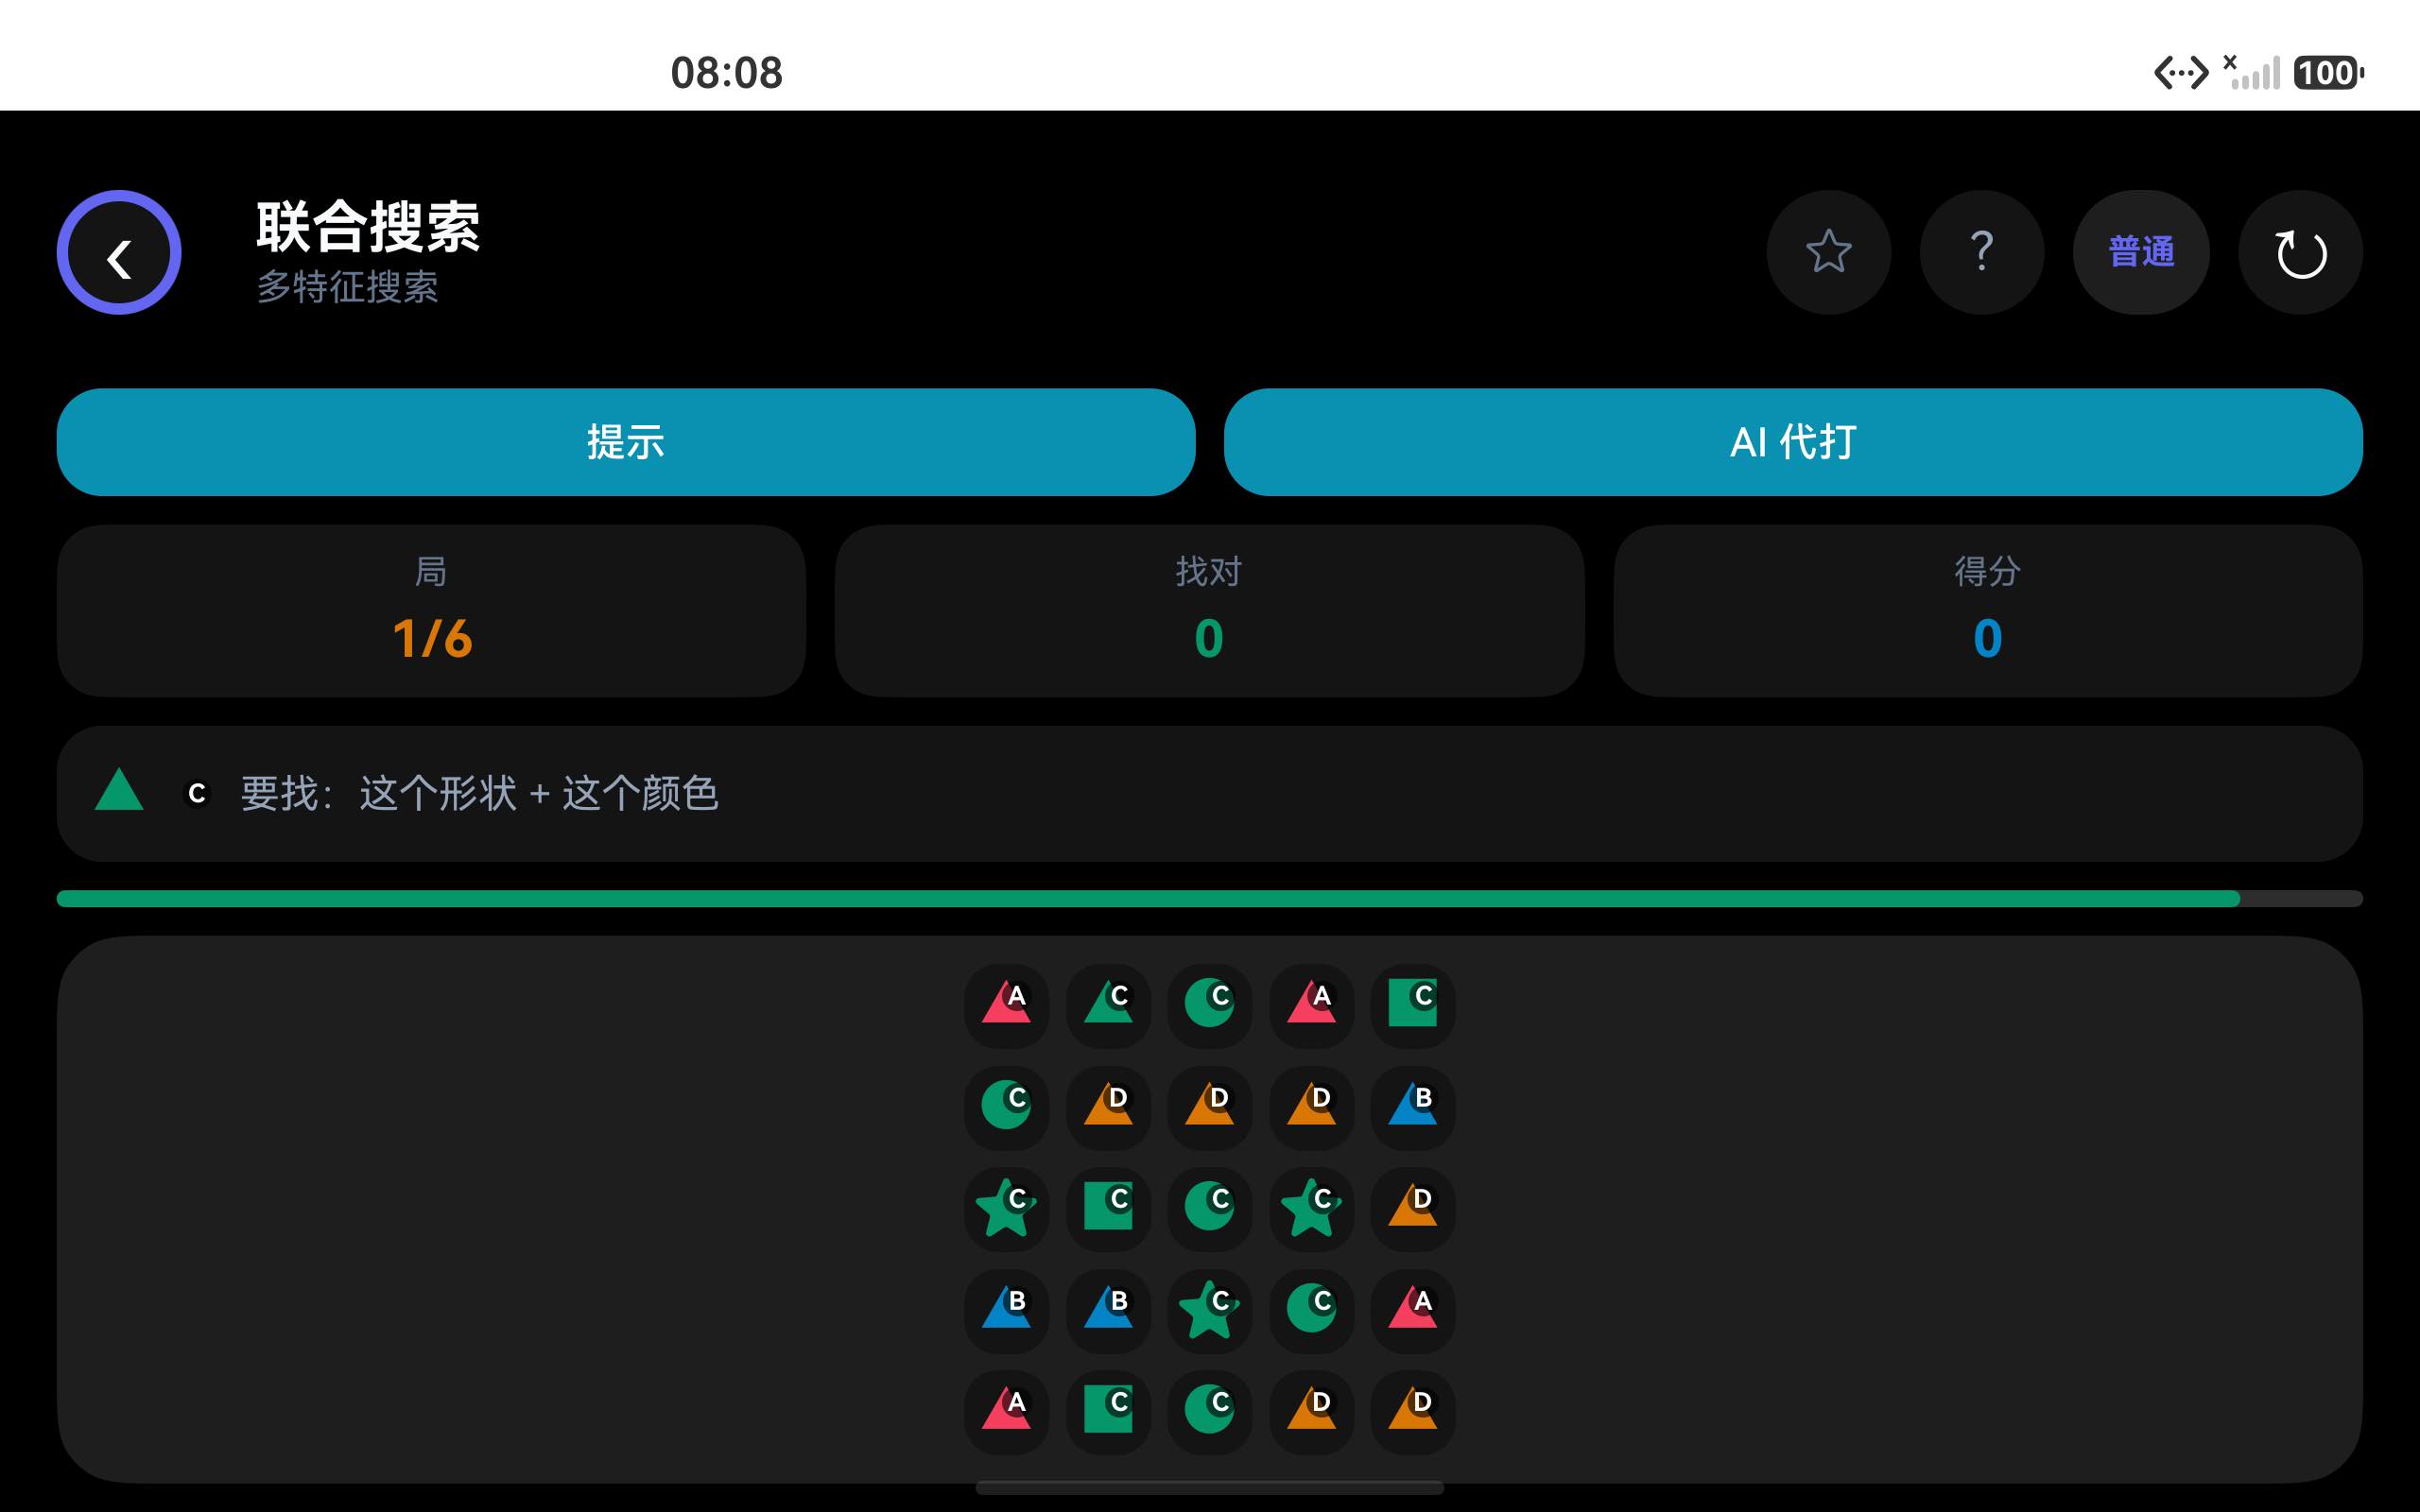 08:08
100
联合搜索
多特征搜索
?
普通
提示
AI 代打
局
1/6
找对
0
得分
0
C 要找：这个形状 + 这个颜色
A C C A C
C D D D B
C C C C D
B B C C A
A C C D D